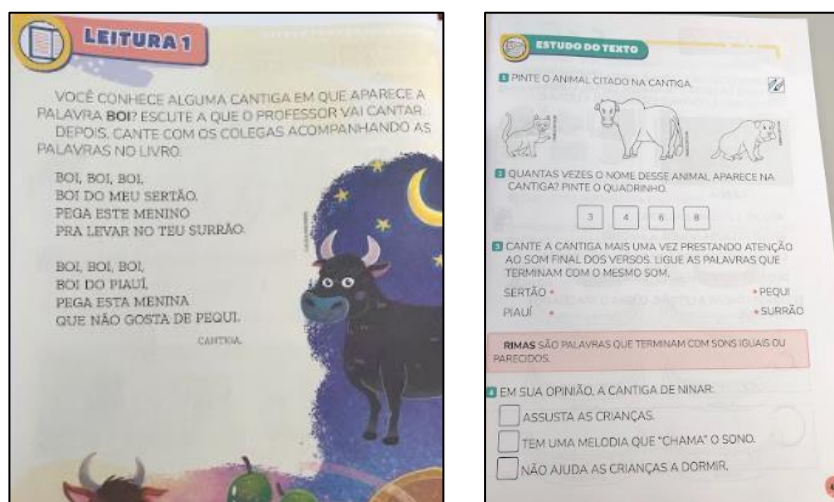 LEITURA 1
VOCÊ CONHECE ALGUMA CANTIGA EM QUE APARECE A
PALAVRA BOI? ESCUTE A QUE O PROFESSOR VAI CANTAR.
DEPOIS, CANTE COM OS COLEGAS ACOMPANHANDO AS
PALAVRAS NO LIVRO.
BOI, BOI, BOI,
BOI DO MEU SERTÃO.
PEGA ESTE MENINO
PRA LEVAR NO TEU SURRÃO.
BOI, BOI, BOI,
BOI DO PIAUÍ,
PEGA ESTA MENINA
QUE NÃO GOSTA DE PEQUI.
CANTIGA.
ESTUDO DO TEXTO
1 PINTE O ANIMAL CITADO NA CANTIGA.
2 QUANTAS VEZES O NOME DESSE ANIMAL APARECE NA
CANTIGA? PINTE O QUADRINHO.
3 4 6 8
3 CANTE A CANTIGA MAIS UMA VEZ PRESTANDO ATENÇÃO
AO SOM FINAL DOS VERSOS. LIGUE AS PALAVRAS QUE
TERMINAM COM O MESMO SOM.
SERTÃO • • PEQUI
PIAUÍ • • SURRÃO
RIMAS SÃO PALAVRAS QUE TERMINAM COM SONS IGUAIS OU
PARECIDOS.
4 EM SUA OPINIÃO, A CANTIGA DE NINAR:
ASSUSTA AS CRIANÇAS.
TEM UMA MELODIA QUE "CHAMA" O SONO.
NÃO AJUDA AS CRIANÇAS A DORMIR.